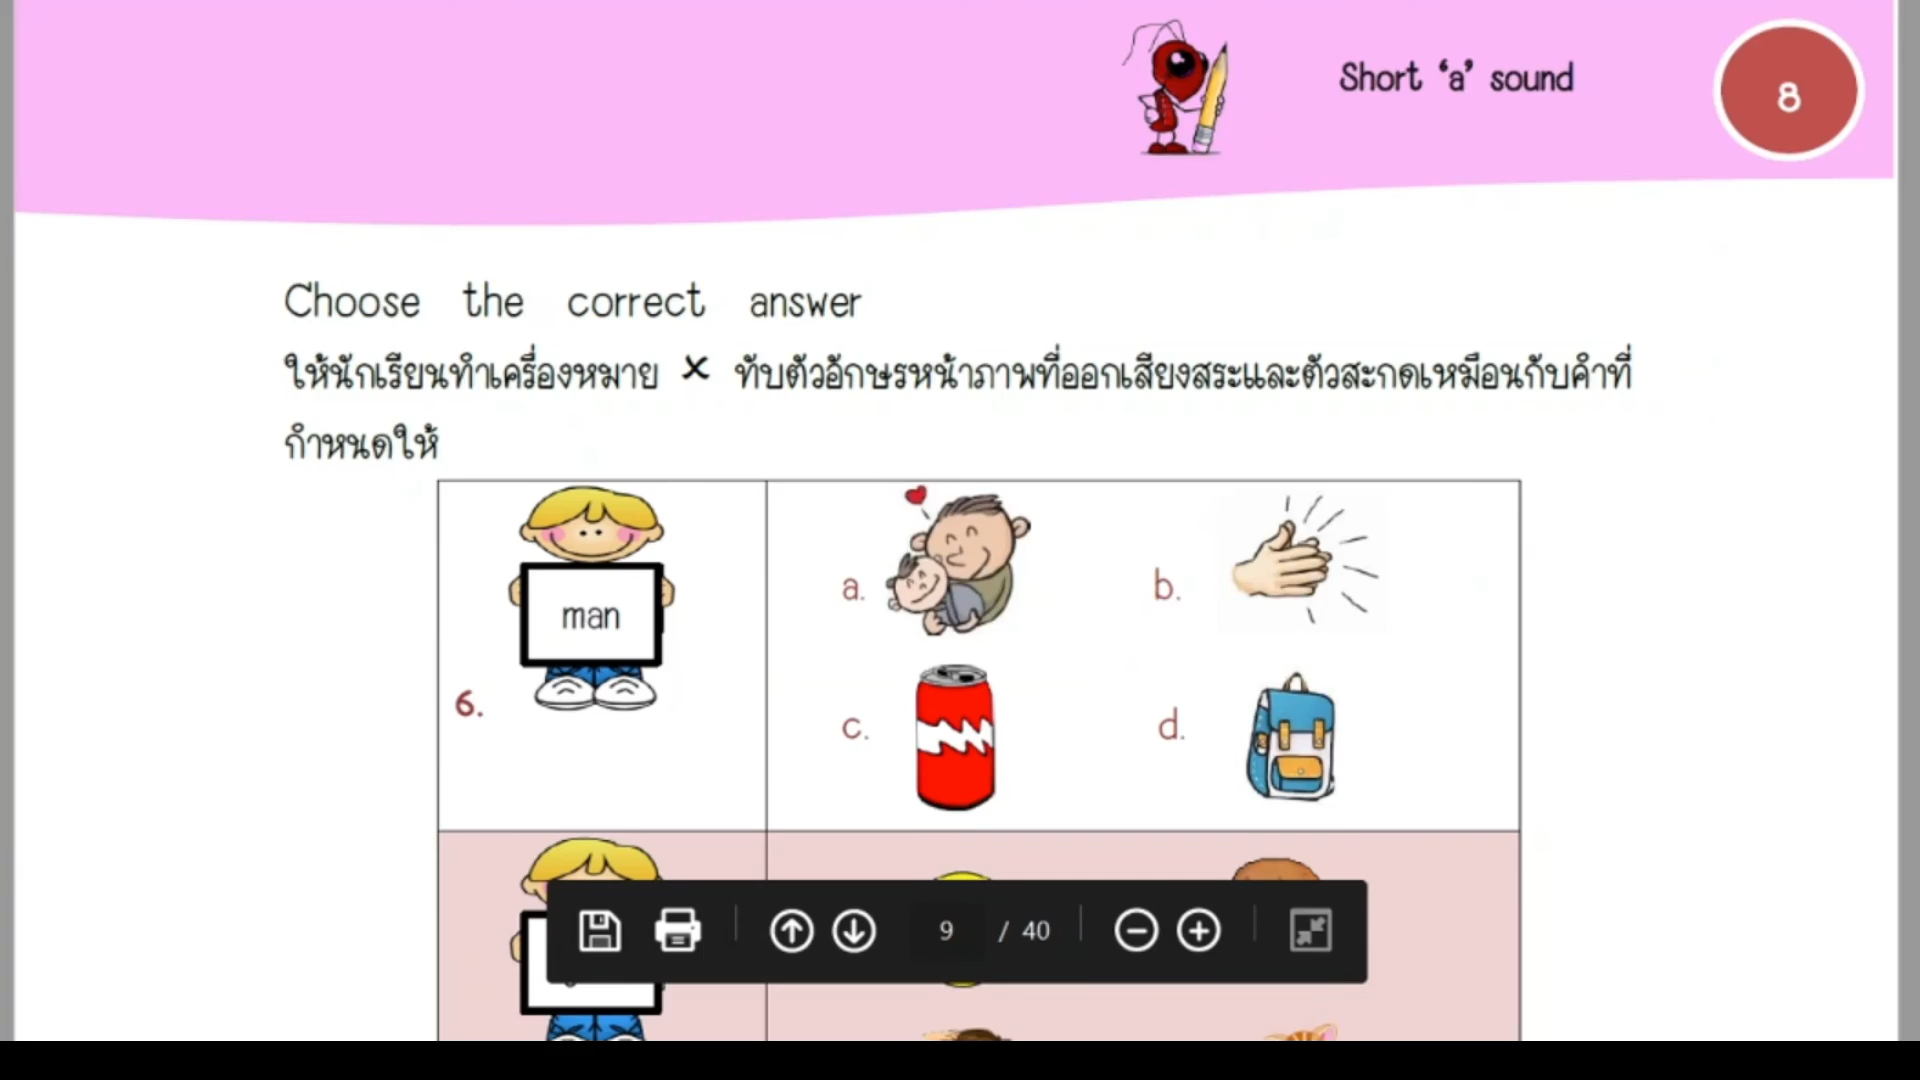 Short ‘a’ sound
8
Choose the correct answer
ให้นักเรียนทำเครื่องหมาย × ทับตัวอักษรหน้าภาพที่ออกเสียงสระและตัวสะกดเหมือนกับคำที่
กำหนดให้
man
6.
a.
b.
c.
d.
9 / 40